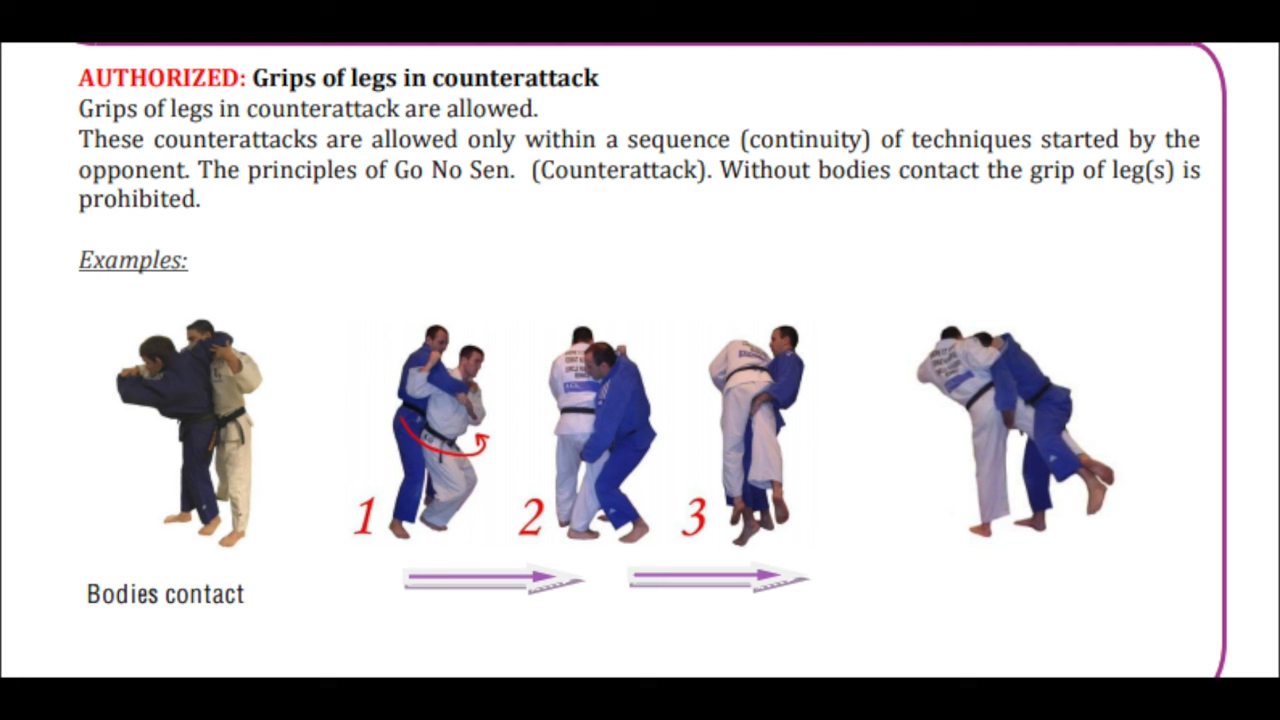 AUTHORIZED: Grips of legs in counterattack
Grips of legs in counterattack are allowed.
These counterattacks are allowed only within a sequence (continuity) of techniques started by the
opponent. The principles of Go No Sen. (Counterattack). Without bodies contact the grip of leg(s) is
prohibited.
Examples:
1
2
3
Bodies contact